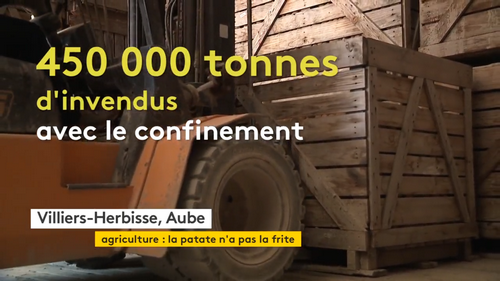 450 000 tonnes
d'invendus
avec le confinement
Villiers-Herbisse, Aube
agriculture : la patate n'a pas la frite